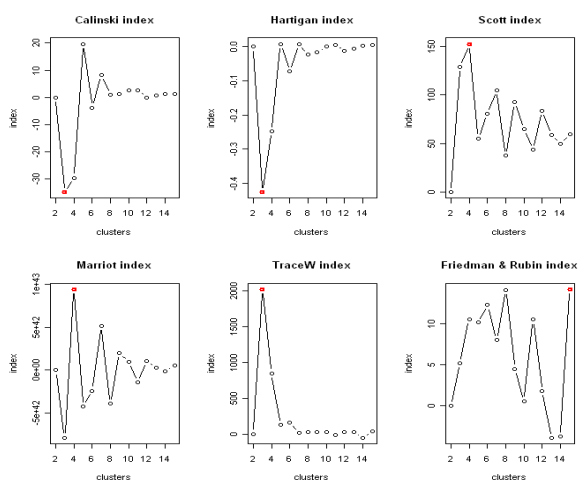 Calinski index
20
10
0
-10
-20
-30
index
2 4 6 8 10 12 14
clusters
Hartigan index
0.0
-0.1
-0.2
-0.3
-0.4
index
2 4 6 8 10 12 14
clusters
Scott index
150
100
50
0
index
2 4 6 8 10 12 14
clusters
Marriot index
1e+43
5e+42
0e+00
-5e+42
index
2 4 6 8 10 12 14
clusters
TraceW index
2000
1500
1000
500
0
index
2 4 6 8 10 12 14
clusters
Friedman & Rubin index
10
5
0
index
2 4 6 8 10 12 14
clusters